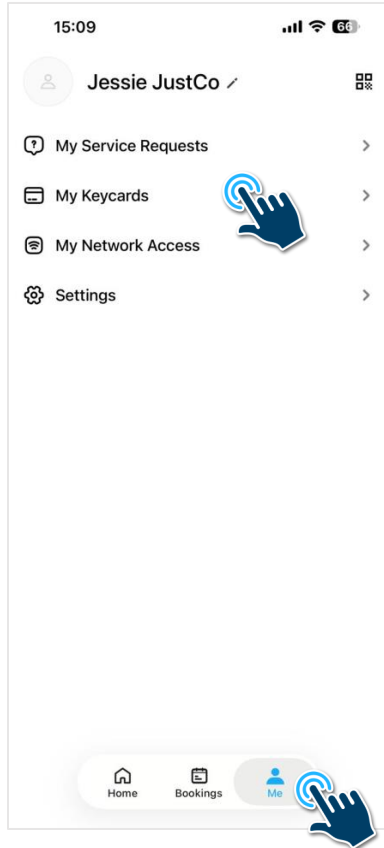 15:09 66
Jessie JustCo
My Service Requests
My Keycards
My Network Access
Settings
Home Bookings Me